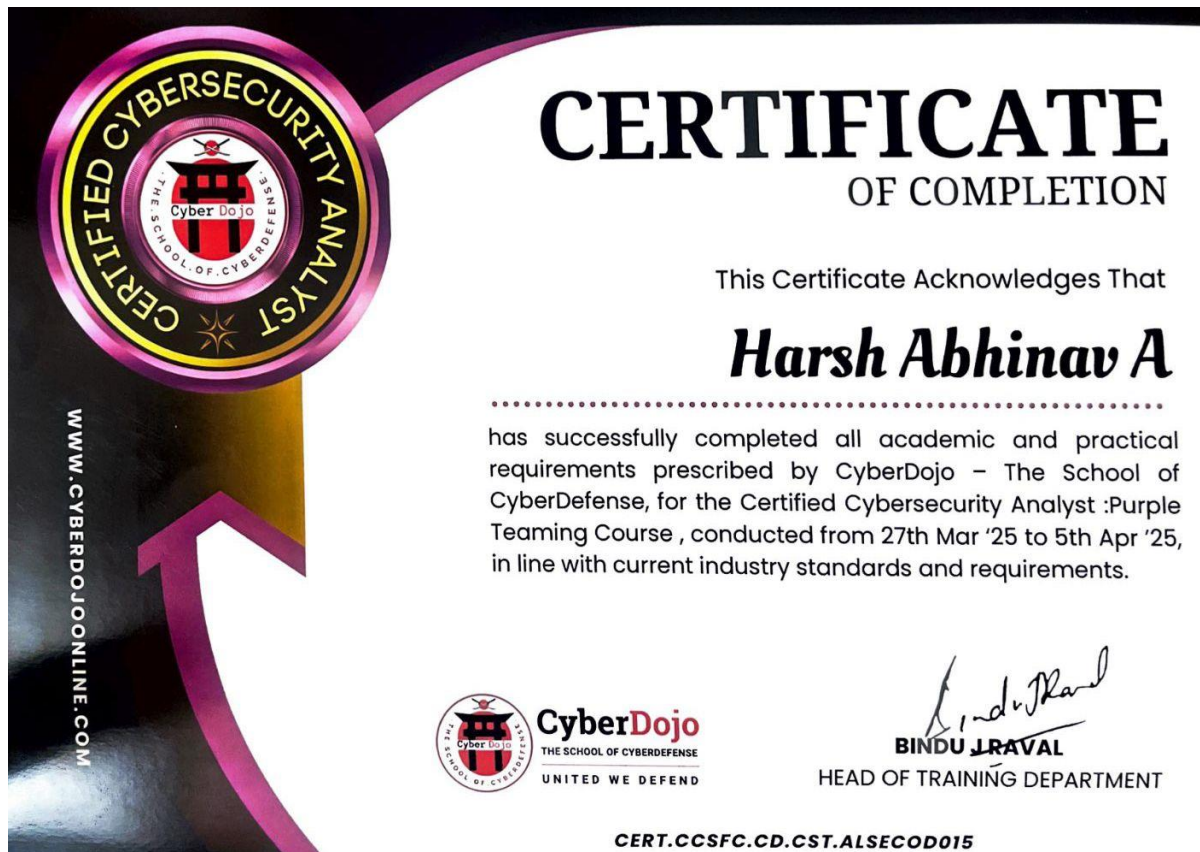 CERTIFIED CYBERSECURITY ANALYST
Cyber Dojo
.THE.SCHOOL.OF.CYBERDEFENSE.
CERTIFICATE
OF COMPLETION
This Certificate Acknowledges That
Harsh Abhinav A
has successfully completed all academic and practical
requirements prescribed by CyberDojo – The School of
CyberDefense, for the Certified Cybersecurity Analyst :Purple
Teaming Course , conducted from 27th Mar '25 to 5th Apr '25,
in line with current industry standards and requirements.
WWW.CYBERDOJOONLINE.COM
Cyber Dojo
THE SCHOOL OF CYBERDEFENSE
CyberDojo
THE SCHOOL OF CYBERDEFENSE
UNITED WE DEFEND
Bindu JRaval
BINDU J RAVAL
HEAD OF TRAINING DEPARTMENT
CERT.CCSFC.CD.CST.ALSECOD015